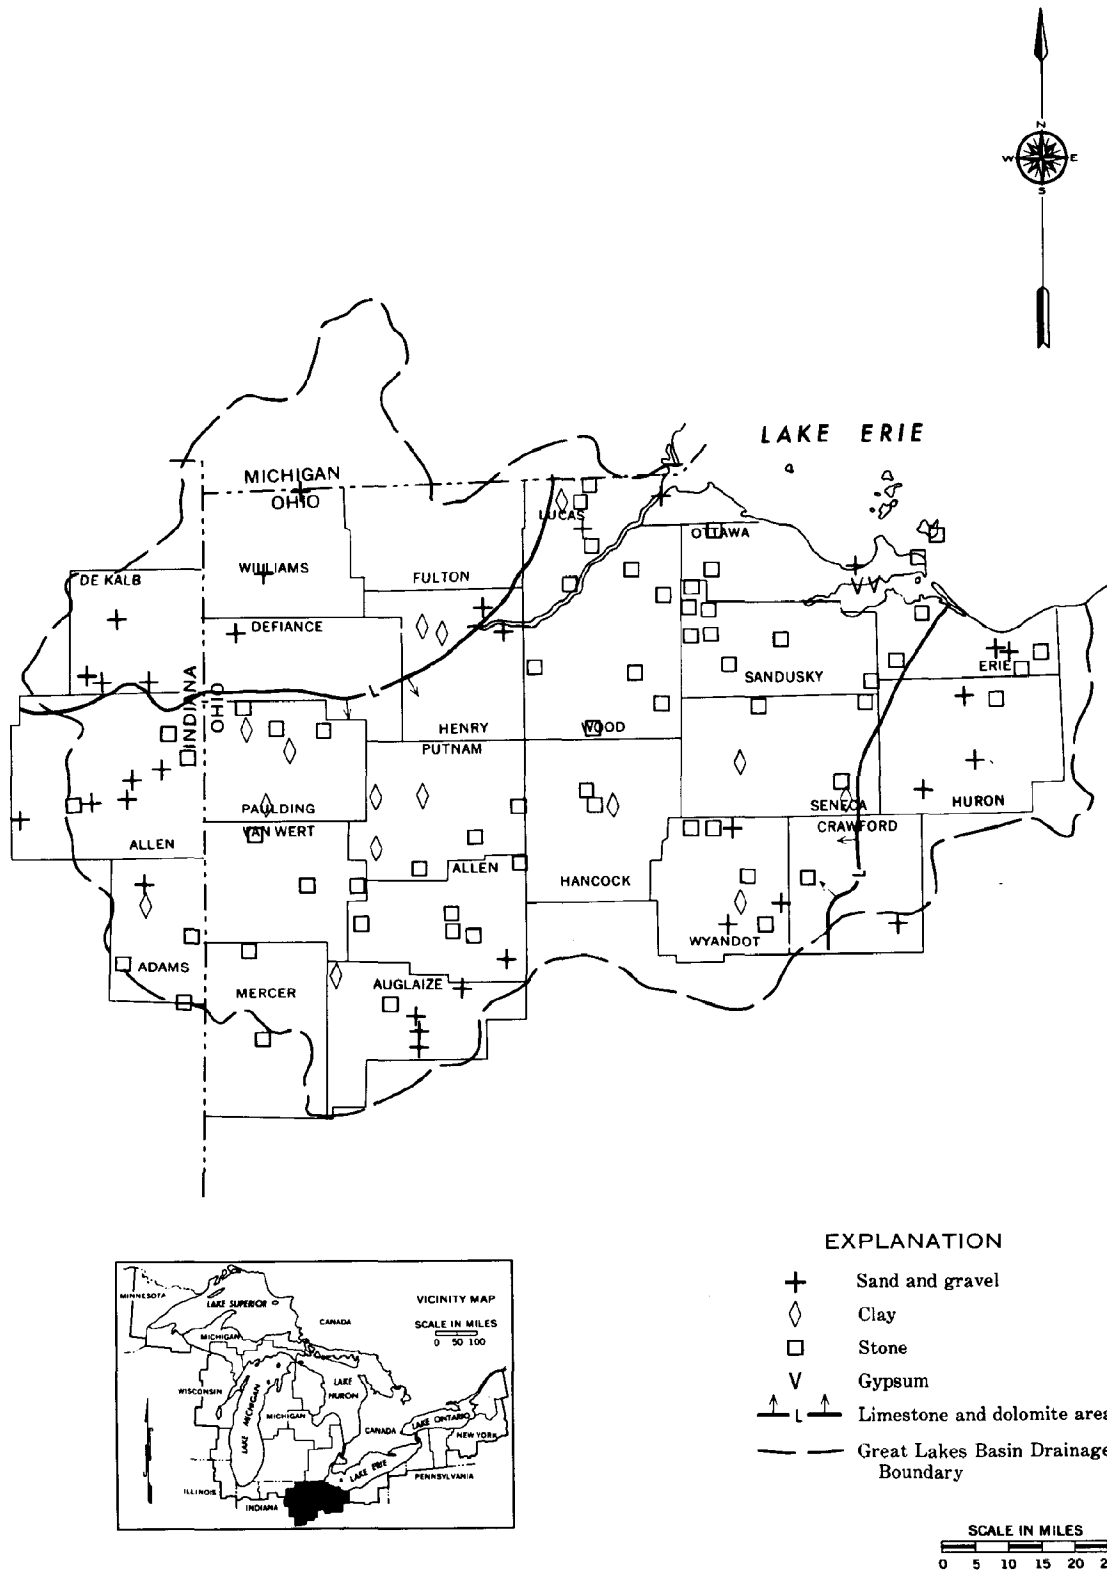 N
W E
S
LAKE ERIE
MICHIGAN
OHIO
LUCAS
OTTAWA
WILLIAMS
FULTON
DE KALB
DEFIANCE
ERIE
SANDUSKY
INDIANA
OHIO
L
HENRY
WOOD
PUTNAM
PAULDING
SENECA
HURON
VAN WERT
CRAWFORD
ALLEN
ALLEN
HANCOCK
L
WYANDOT
ADAMS
MERCER
AUGLAIZE
EXPLANATION
Sand and gravel
Clay
Stone
V Gypsum
L Limestone and dolomite area
Great Lakes Basin Drainage
Boundary
SCALE IN MILES
0 5 10 15 20 2
MINNESOTA
LAKE SUPERIOR
VICINITY MAP
CANADA
SCALE IN MILES
0 50 100
MICHIGAN
WISCONSIN
LAKE MICHIGAN
LAKE
HURON
MICHIGAN
CANADA
LAKE ONTARIO
NEW YORK
LAKE ERIE
PENNSYLVANIA
ILLINOIS
INDIANA